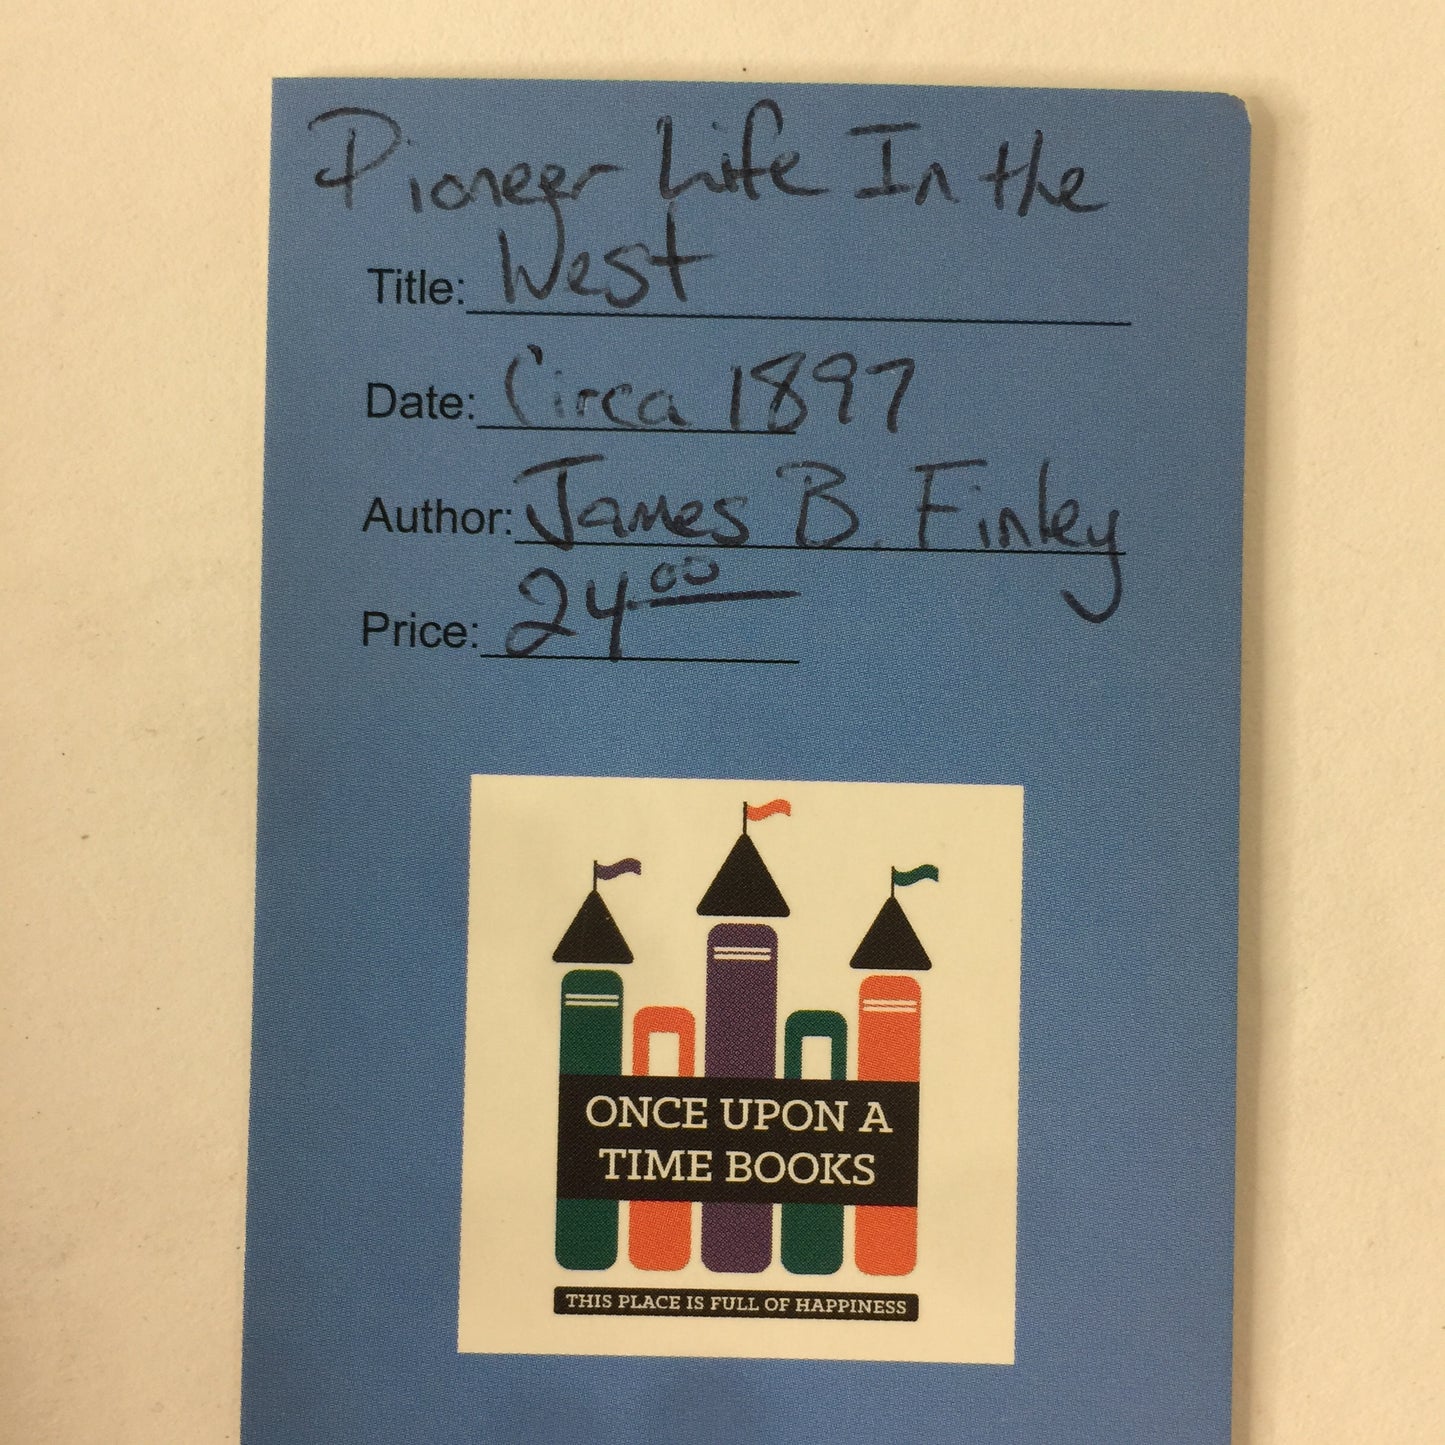 Pioneer Life In the
Title: West
Date: Circa 1897
Author: James B. Finley
Price: 24.00
ONCE UPON A
TIME BOOKS
THIS PLACE IS FULL OF HAPPINESS